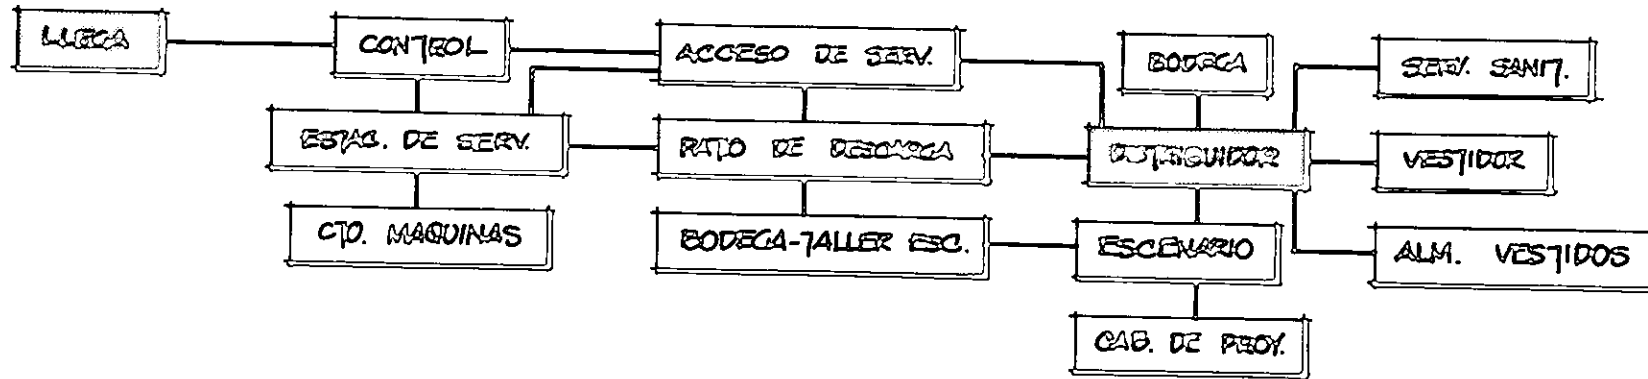 LLEGA
CONTROL
ACCESO DE SERV.
BODEGA
SERV. SANIT.
ESTAC. DE SERV.
PATIO DE DESCARGA
DISTRIBUIDOR
VESTIDOR
CTO. MAQUINAS
BODEGA-TALLER ESC.
ESCENARIO
ALM. VESTIDOS
CAB. DE PROY.